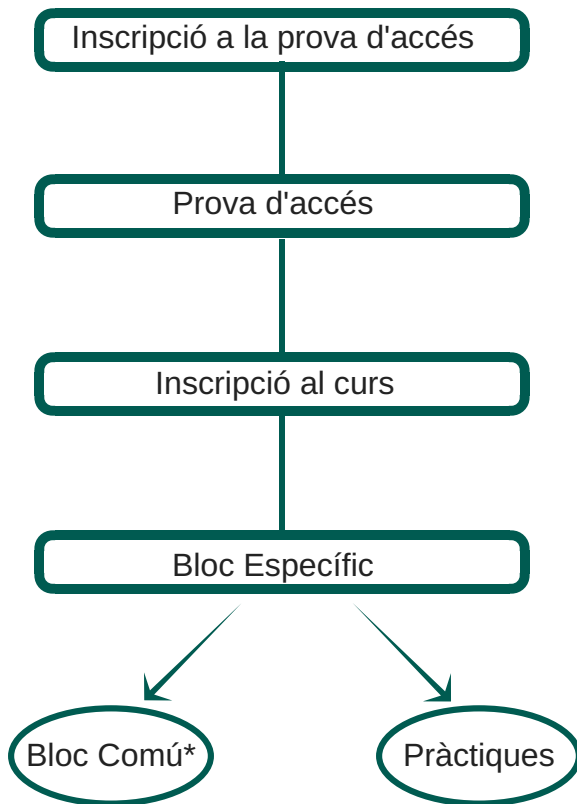 Inscripció a la prova d'accés
Prova d'accés
Inscripció al curs
Bloc Específic
Bloc Comú*
Pràctiques